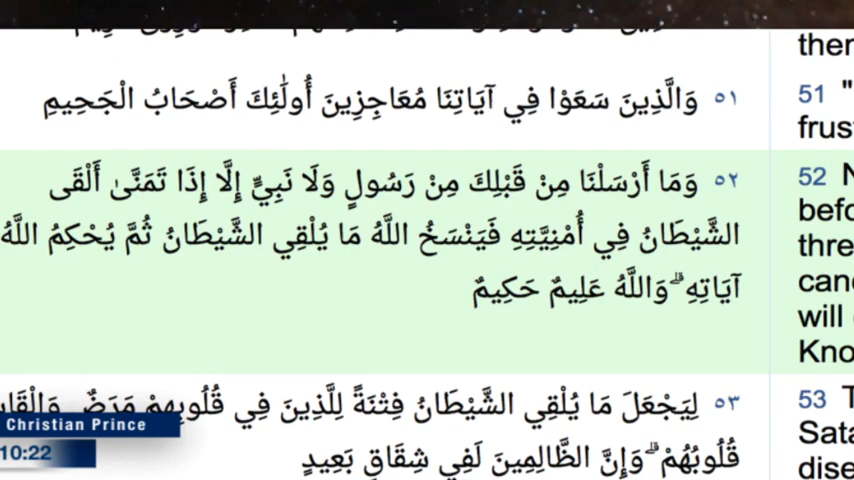 them
٥١ وَالَّذِينَ سَعَوْا فِي آيَاتِنَا مُعَاجِزِينَ أُولَٰئِكَ أَصْحَابُ الْجَحِيمِ
51 "
frus
٥٢ وَمَا أَرْسَلْنَا مِنْ قَبْلِكَ مِنْ رَسُولٍ وَلَا نَبِيٍّ إِلَّا إِذَا تَمَنَّىٰ أَلْقَى
الشَّيْطَانُ فِي أُمْنِيَّتِهِ فَيَنْسَخُ اللَّهُ مَا يُلْقِي الشَّيْطَانُ ثُمَّ يُحْكِمُ اللَّهُ
آيَاتِهِ ۗ وَاللَّهُ عَلِيمٌ حَكِيمٌ
52 N
befo
thre
canc
will
Kno
٥٣ لِيَجْعَلَ مَا يُلْقِي الشَّيْطَانُ فِتْنَةً لِلَّذِينَ فِي قُلُوبِهِمْ مَرَضٌ
قُلُوبُهُمْ ۗ وَإِنَّ الظَّالِمِينَ لَفِي شِقَاقٍ بَعِيدٍ
53 T
Sata
dise
Christian Prince
10:22